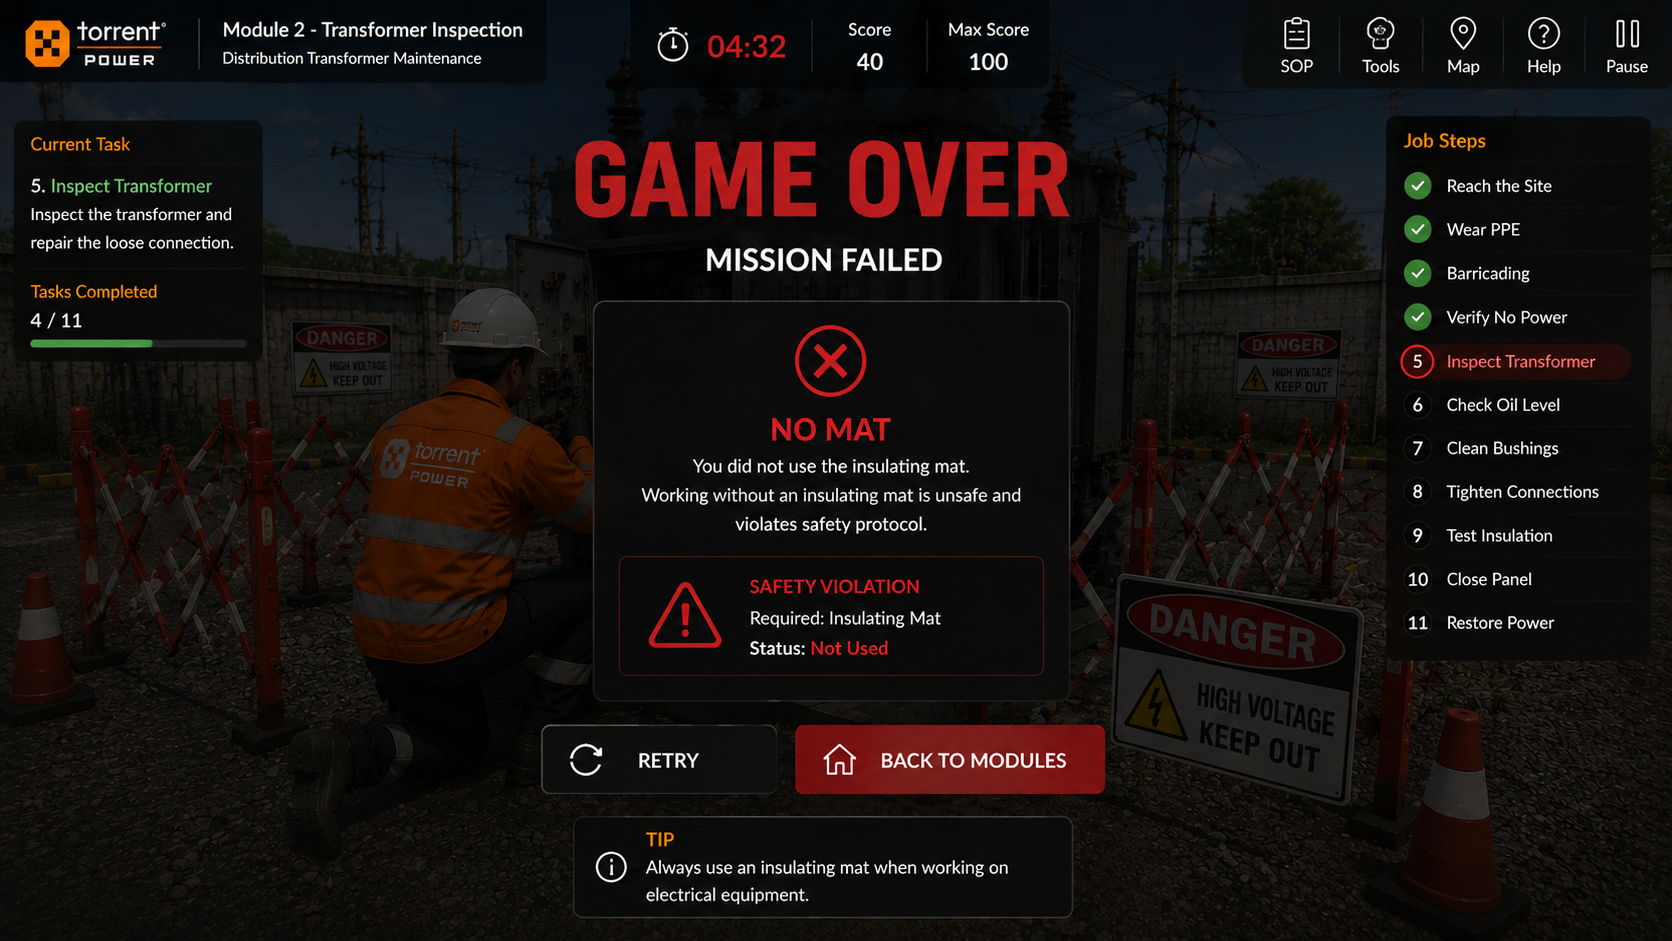 torrent
POWER
Module 2 - Transformer Inspection
Distribution Transformer Maintenance
04:32
Score
40
Max Score
100
SOP
Tools
Map
Help
Pause
Current Task
5. Inspect Transformer
Inspect the transformer and
repair the loose connection.
Tasks Completed
4 / 11
GAME OVER
MISSION FAILED
NO MAT
You did not use the insulating mat.
Working without an insulating mat is unsafe and
violates safety protocol.
SAFETY VIOLATION
Required: Insulating Mat
Status: Not Used
RETRY
BACK TO MODULES
TIP
Always use an insulating mat when working on
electrical equipment.
Job Steps
Reach the Site
Wear PPE
Barricading
Verify No Power
5 Inspect Transformer
6 Check Oil Level
7 Clean Bushings
8 Tighten Connections
9 Test Insulation
10 Close Panel
11 Restore Power
DANGER
HIGH VOLTAGE
KEEP OUT
DANGER
HIGH VOLTAGE
KEEP OUT
torrent
POWER
DANGER
HIGH VOLTAGE
KEEP OUT